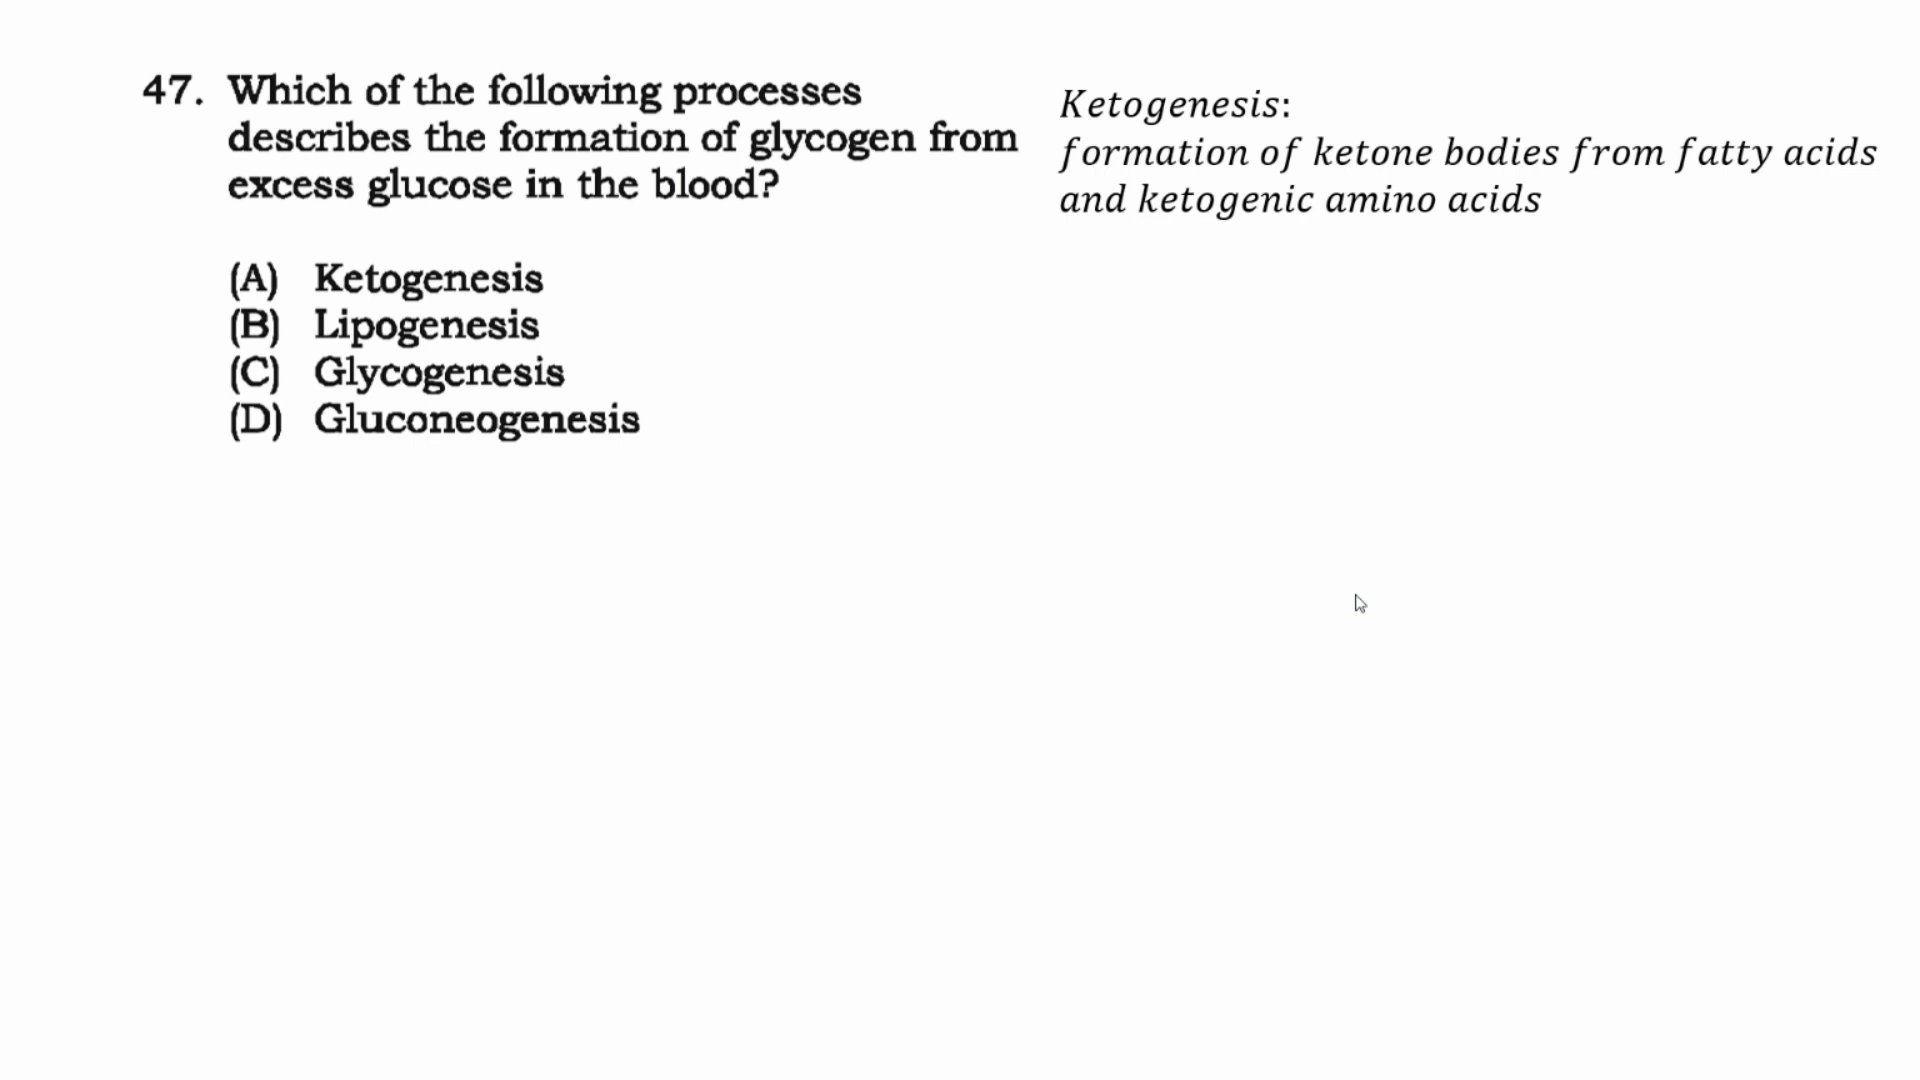 47. Which of the following processes
describes the formation of glycogen from
excess glucose in the blood?
(A) Ketogenesis
(B) Lipogenesis
(C) Glycogenesis
(D) Gluconeogenesis
Ketogenesis:
formation of ketone bodies from fatty acids
and ketogenic amino acids